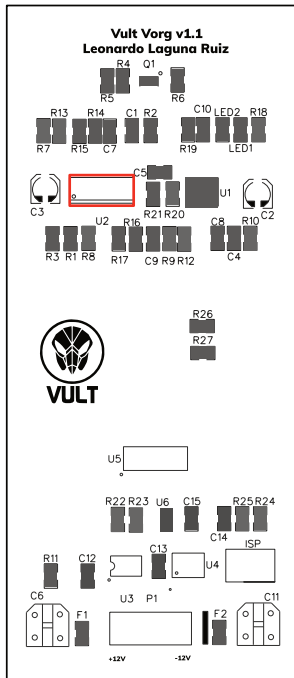 Vult Vorg v1.1
Leonardo Laguna Ruiz
R4 Q1
R5 R6
R13 R14 C1 R2 C10 LED2 R18
R7 R15 C7 R19 LED1
C5
U1
C3 R21 R20 C2
U2 R16 C8 R10
R3 R1 R8 R17 C9 R9 R12 C4
R26
R27
VULT
U5
R22 R23 U6 C15 R25 R24
C14
R11 C12 C13 U4 ISP
C6 U3 P1 C11
F1 F2
+12V -12V